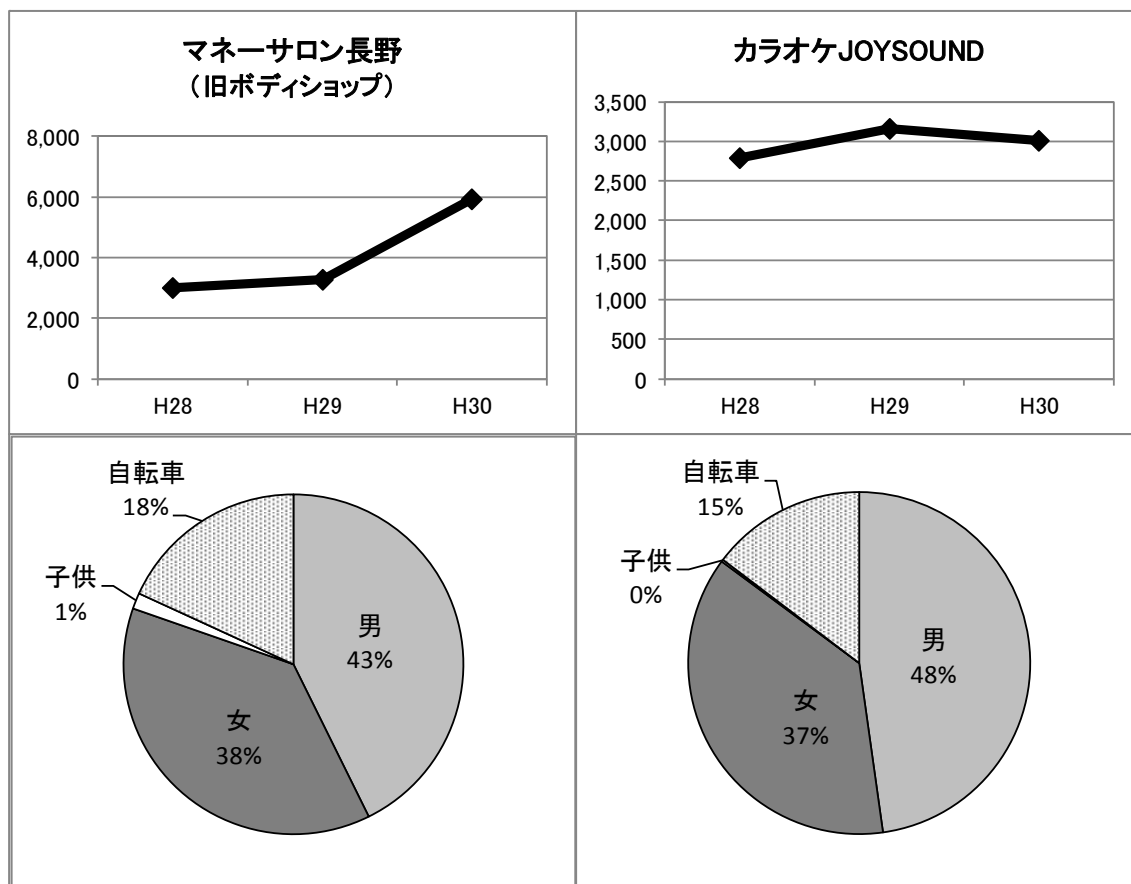 マネーサロン長野
(旧ボディショップ)
8,000
6,000
4,000
2,000
0
H28
H29
H30
カラオケJOYSOUND
3,500
3,000
2,500
2,000
1,500
1,000
500
0
H28
H29
H30
自転車
18%
子供
1%
男
43%
女
38%
自転車
15%
子供
0%
男
48%
女
37%